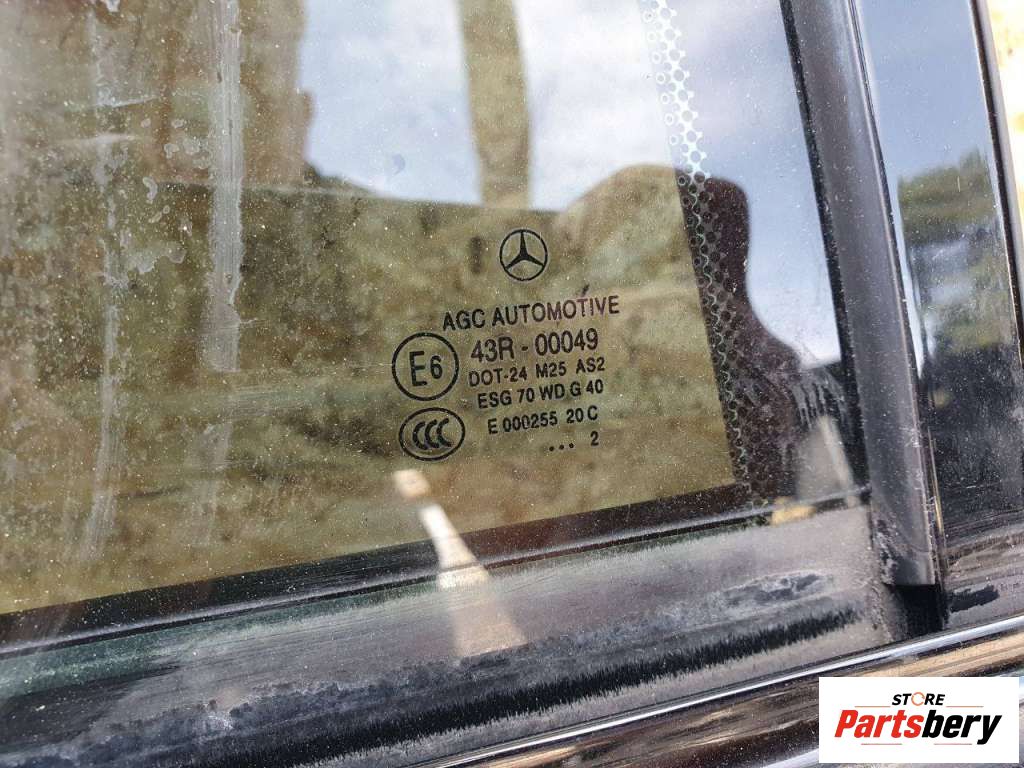 AGC AUTOMOTIVE
E6
43R - 00049
DOT-24 M25 AS2
ESG 70 WD G 40
CCC
E 000255 20 C
... 2
STORE
Partsbery